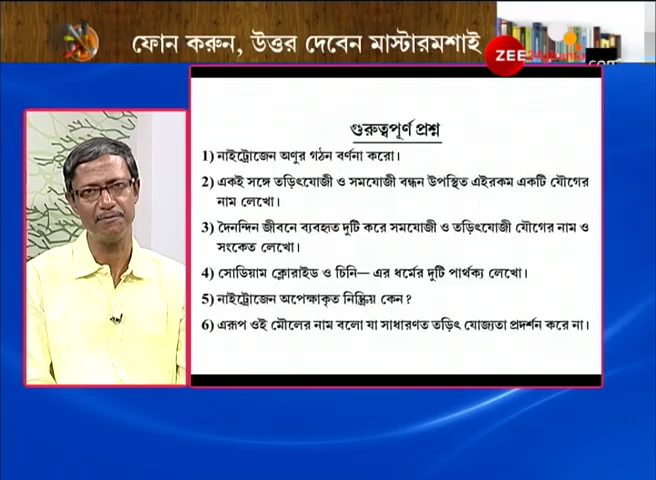 ফোন করুন, উত্তর দেবেন মাস্টারমশাই
ZEE
.com
গুরুত্বপূর্ণ প্রশ্ন
1) নাইট্রোজেন অণুর গঠন বর্ণনা করো।
2) একই সঙ্গে তড়িৎযোজী ও সমযোজী বন্ধন উপস্থিত এইরকম একটি যৌগের
নাম লেখো।
3) দৈনন্দিন জীবনে ব্যবহৃত দুটি করে সমযোজী ও তড়িৎযোজী যৌগের নাম ও
সংকেত লেখো।
4) সোডিয়াম ক্লোরাইড ও চিনি— এর ধর্মের দুটি পার্থক্য লেখো।
5) নাইট্রোজেন অপেক্ষাকৃত নিষ্ক্রিয় কেন?
6) এরূপ ওই মৌলের নাম বলো যা সাধারণত তড়িৎ যোজ্যতা প্রদর্শন করে না।